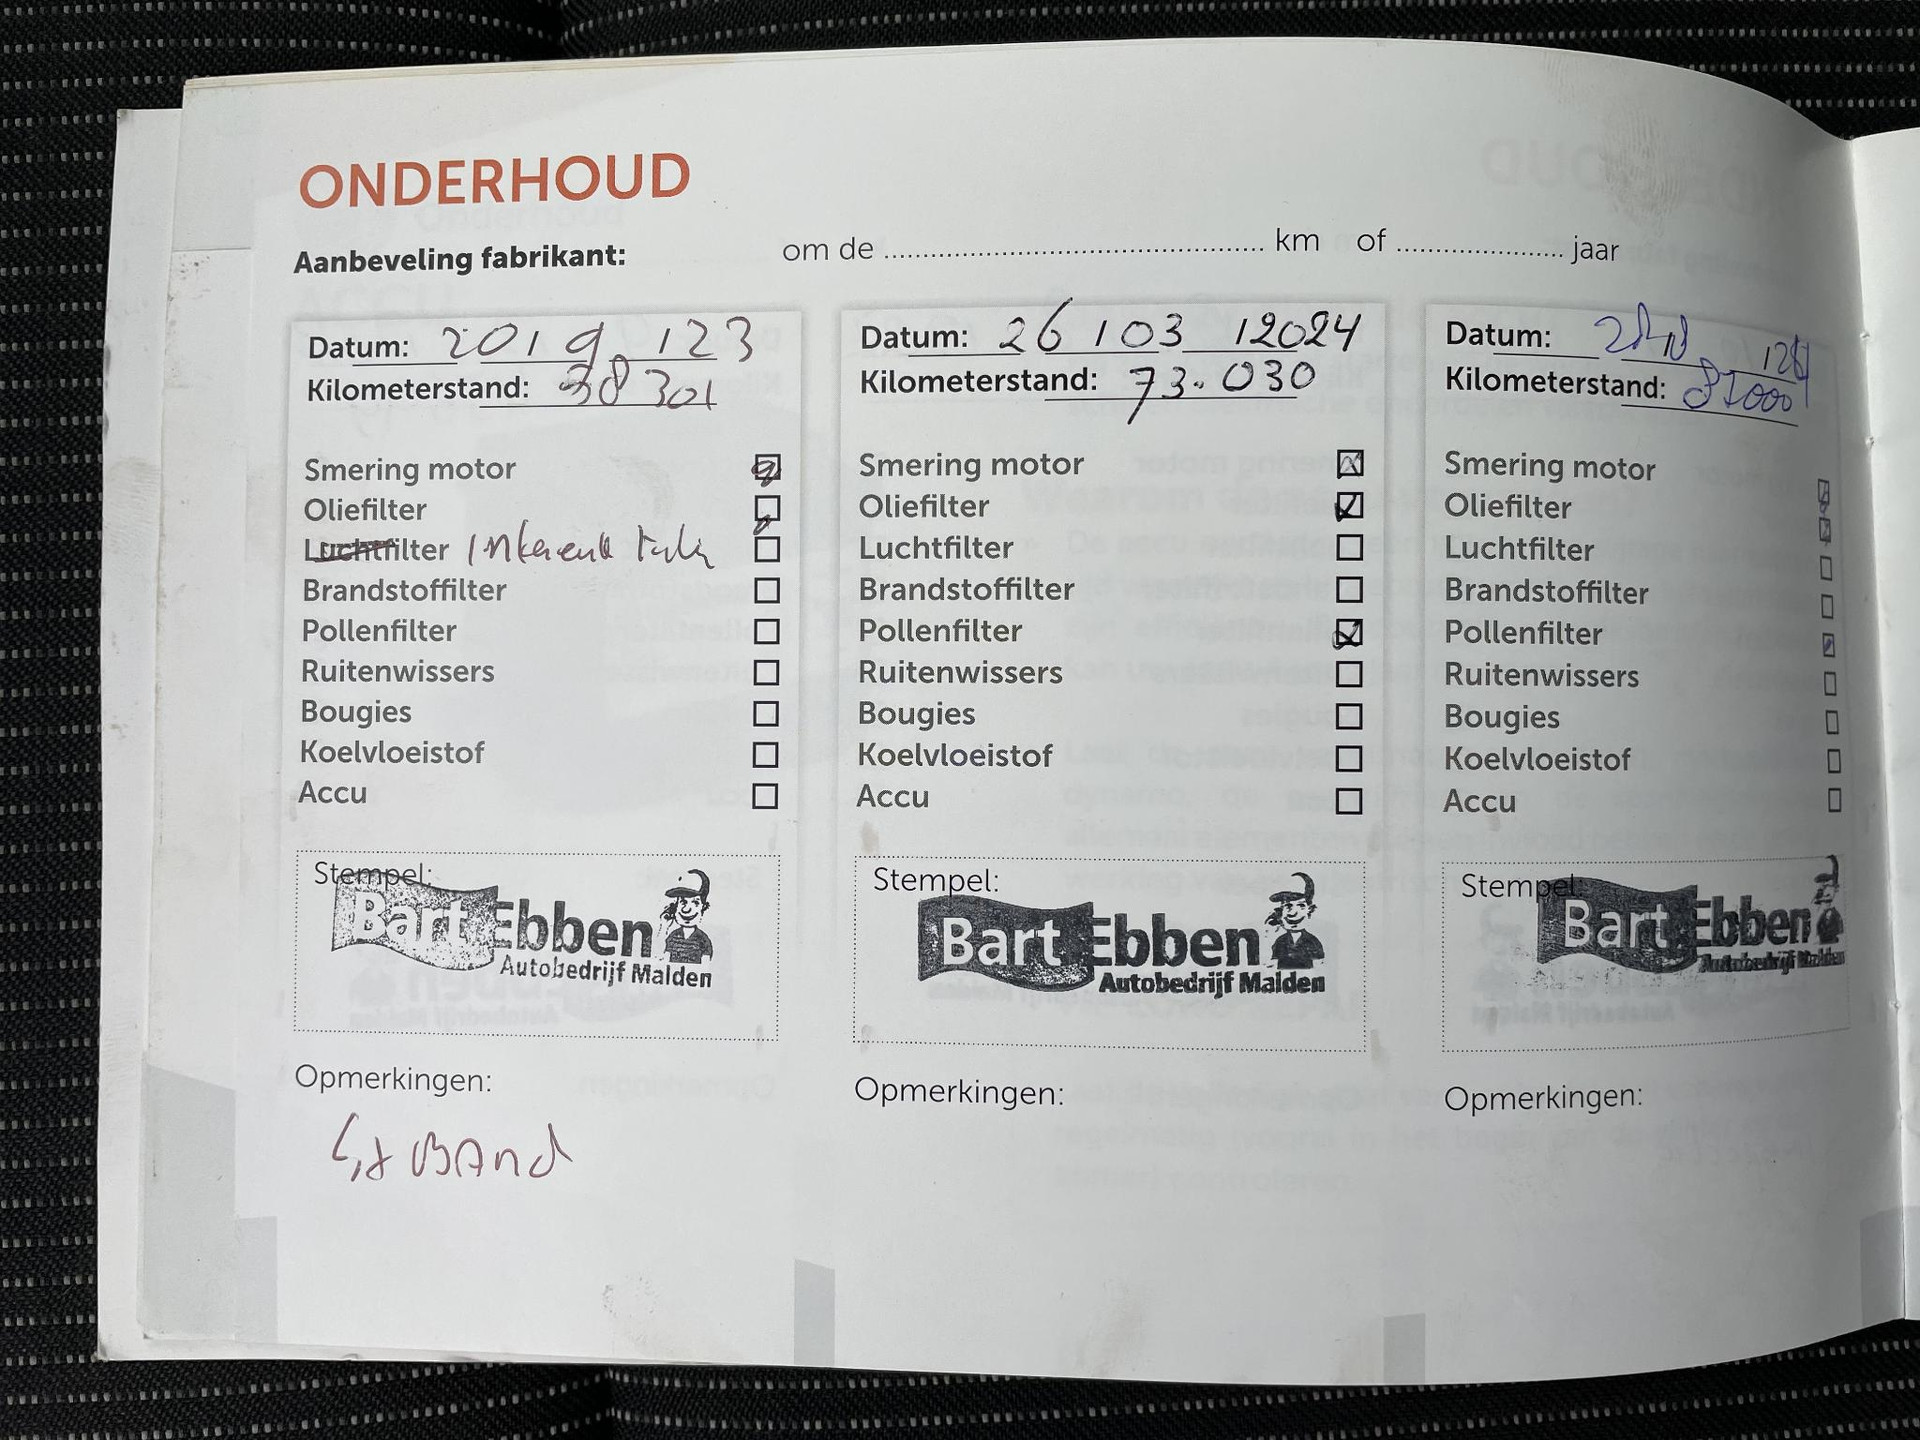 ONDERHOUD
Aanbeveling fabrikant: om de ........................................ km of ..................... jaar
Datum: 20 / 9 / 23
Kilometerstand: 38301
Smering motor
Oliefilter
Luchtfilter
Brandstoffilter
Pollenfilter
Ruitenwissers
Bougies
Koelvloeistof
Accu
Stempel:
Bart Ebben
Autobedrijf Malden
Opmerkingen:
BAnd
Datum: 26 / 03 / 2024
Kilometerstand: 73.030
Smering motor
Oliefilter
Luchtfilter
Brandstoffilter
Pollenfilter
Ruitenwissers
Bougies
Koelvloeistof
Accu
Stempel:
Bart Ebben
Autobedrijf Malden
Opmerkingen:
Datum:
Kilometerstand:
Smering motor
Oliefilter
Luchtfilter
Brandstoffilter
Pollenfilter
Ruitenwissers
Bougies
Koelvloeistof
Accu
Stempel:
Bart Ebben
Autobedrijf Malden
Opmerkingen: